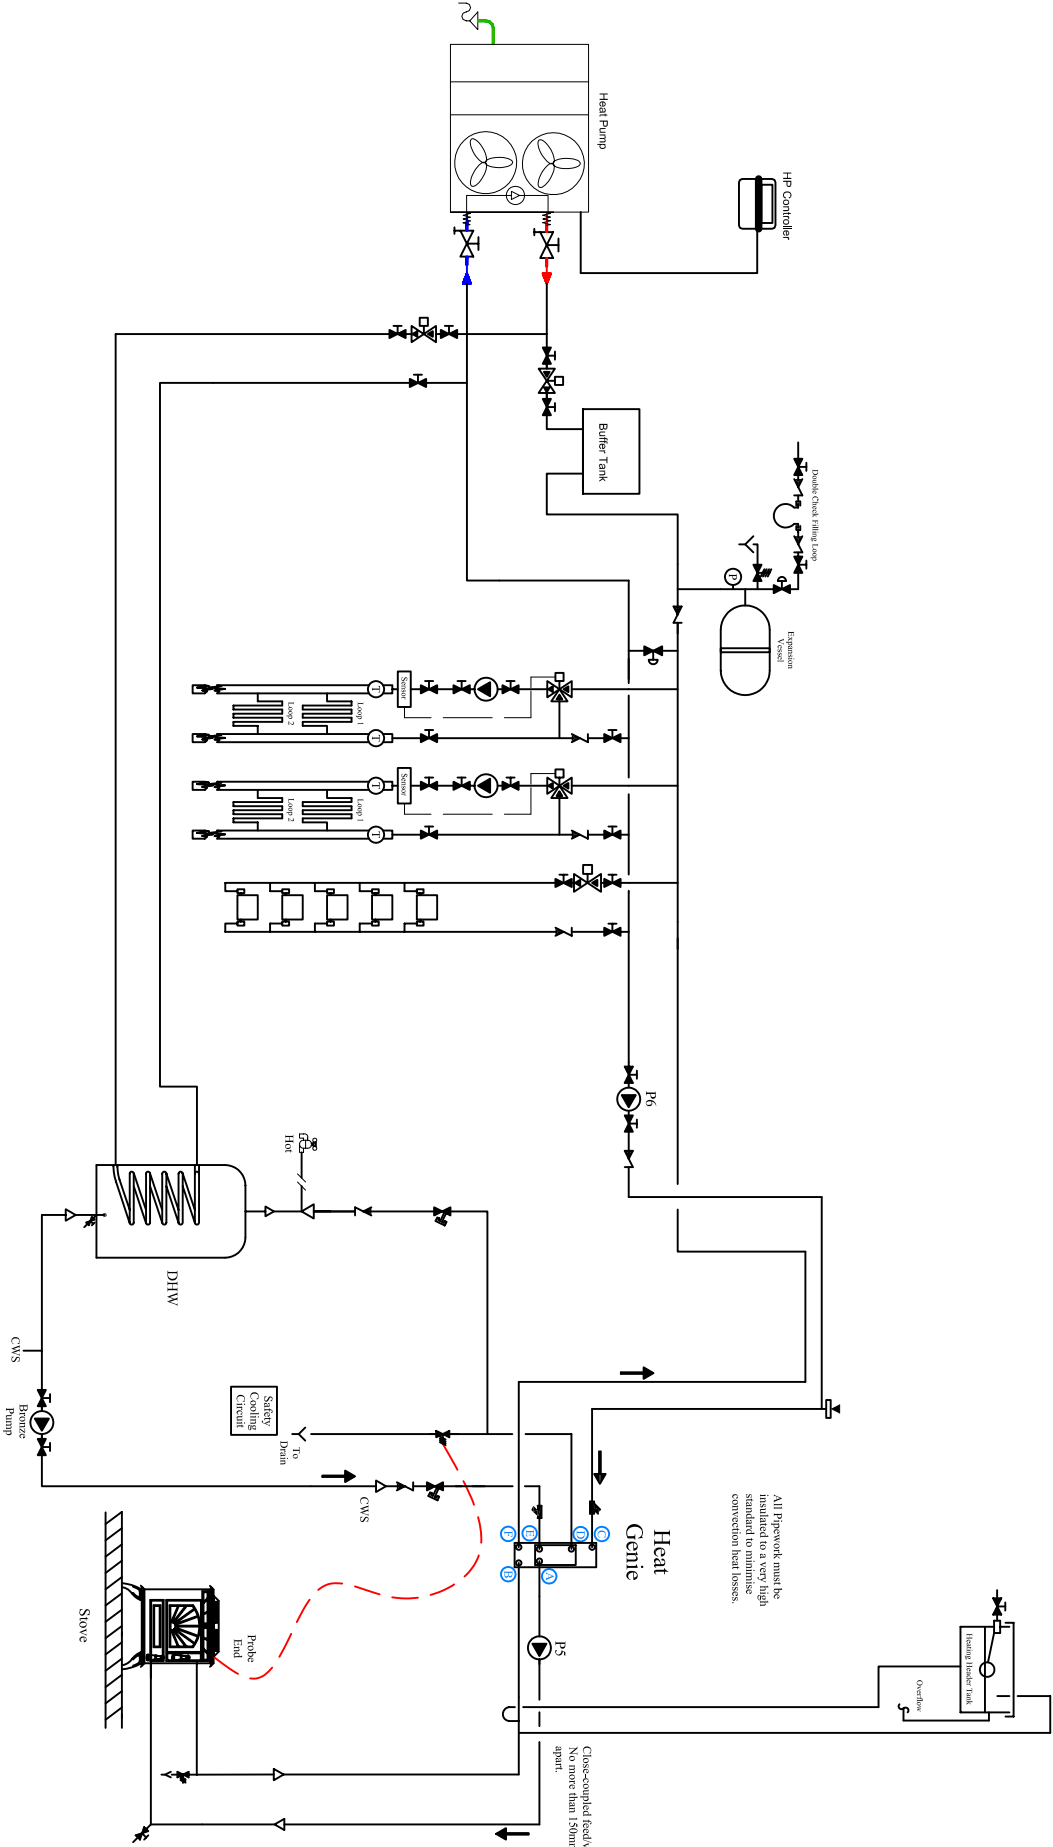 Heat Pump
HP Controller
Buffer Tank
Double Check Filling Loop
P
Expansion
Vessel
Sensor
T
T
Loop 1
Loop 2
Sensor
T
T
Loop 1
Loop 2
P6
Hot
DHW
CWS
Bronze
Pump
Safety
Cooling
Circuit
To
Drain
CWS
Heat
Genie
C
D
E
F
A
B
All Pipework must be
insulated to a very high
standard to minimise
convection heat losses.
P5
Heating Header Tank
Overflow
Probe
End
Stove
Close-coupled feed/
No more than 150m
apart.